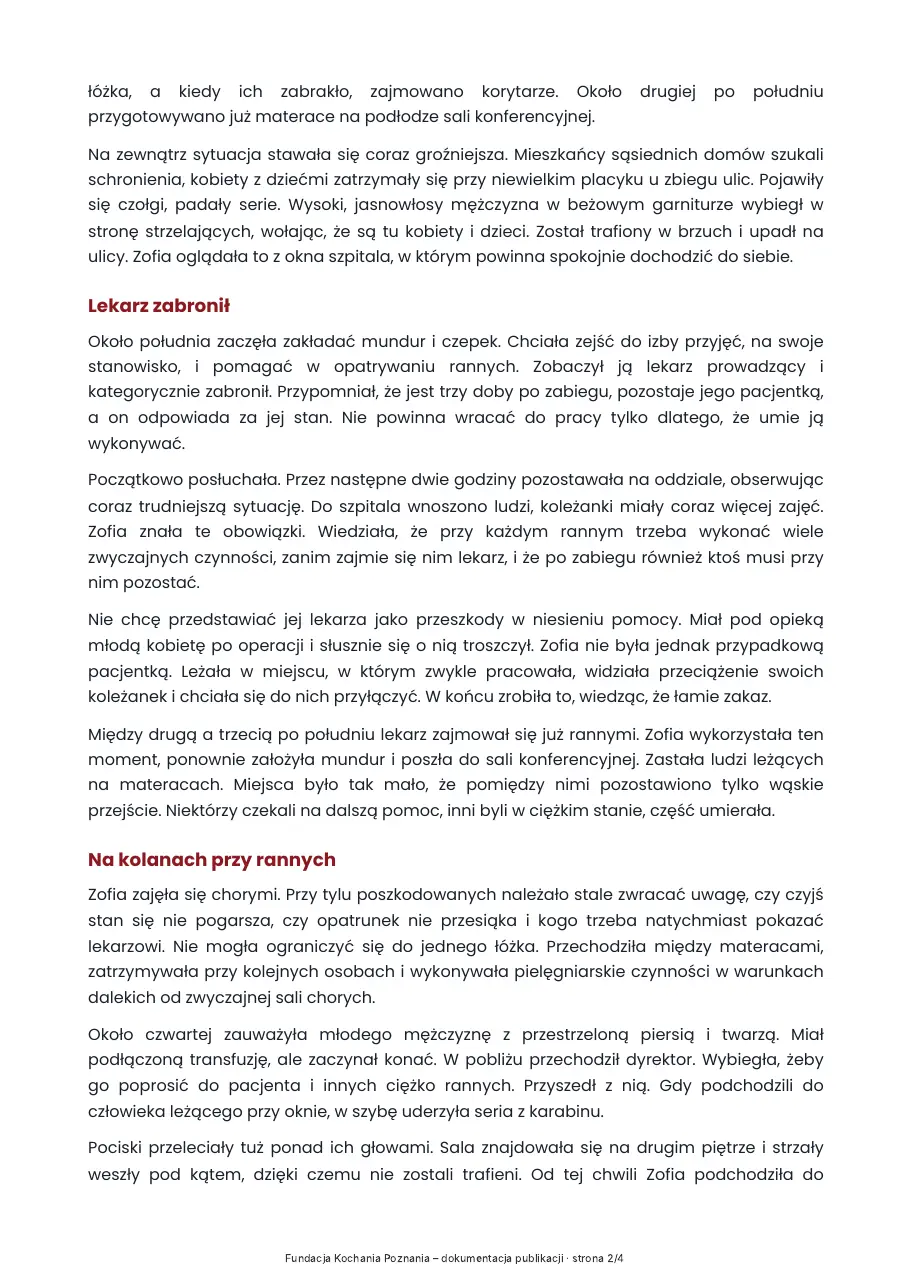 łóżka, a kiedy ich zabrakło, zajmowano korytarze. Około drugiej po południu
przygotowywano już materace na podłodze sali konferencyjnej.
Na zewnątrz sytuacja stawała się coraz groźniejsza. Mieszkańcy sąsiednich domów szukali
schronienia, kobiety z dziećmi zatrzymały się przy niewielkim placyku u zbiegu ulic. Pojawiły
się czołgi, padały serie. Wysoki, jasnowłosy mężczyzna w beżowym garniturze wybiegł w
stronę strzelających, wołając, że są tu kobiety i dzieci. Został trafiony w brzuch i upadł na
ulicy. Zofia oglądała to z okna szpitala, w którym powinna spokojnie dochodzić do siebie.
Lekarz zabronił
Około południa zaczęła zakładać mundur i czepek. Chciała zejść do izby przyjęć, na swoje
stanowisko, i pomagać w opatrywaniu rannych. Zobaczył ją lekarz prowadzący i
kategorycznie zabronił. Przypomniał, że jest trzy doby po zabiegu, pozostaje jego pacjentką,
a on odpowiada za jej stan. Nie powinna wracać do pracy tylko dlatego, że umie ją
wykonywać.
Początkowo posłuchała. Przez następne dwie godziny pozostawała na oddziale, obserwując
coraz trudniejszą sytuację. Do szpitala wnoszono ludzi, koleżanki miały coraz więcej zajęć.
Zofia znała te obowiązki. Wiedziała, że przy każdym rannym trzeba wykonać wiele
zwyczajnych czynności, zanim zajmie się nim lekarz, i że po zabiegu również ktoś musi przy
nim pozostać.
Nie chcę przedstawiać jej lekarza jako przeszkody w niesieniu pomocy. Miał pod opieką
młodą kobietę po operacji i słusznie się o nią troszczył. Zofia nie była jednak przypadkową
pacjentką. Leżała w miejscu, w którym zwykle pracowała, widziała przeciążenie swoich
koleżanek i chciała się do nich przyłączyć. W końcu zrobiła to, wiedząc, że łamie zakaz.
Między drugą a trzecią po południu lekarz zajmował się już rannymi. Zofia wykorzystała ten
moment, ponownie założyła mundur i poszła do sali konferencyjnej. Zastała ludzi leżących
na materacach. Miejsca było tak mało, że pomiędzy nimi pozostawiono tylko wąskie
przejście. Niektórzy czekali na dalszą pomoc, inni byli w ciężkim stanie, część umierała.
Na kolanach przy rannych
Zofia zajęła się chorymi. Przy tylu poszkodowanych należało stale zwracać uwagę, czy czyjś
stan się nie pogarsza, czy opatrunek nie przesiąka i kogo trzeba natychmiast pokazać
lekarzowi. Nie mogła ograniczyć się do jednego łóżka. Przechodziła między materacami,
zatrzymywała przy kolejnych osobach i wykonywała pielęgniarskie czynności w warunkach
dalekich od zwyczajnej sali chorych.
Około czwartej zauważyła młodego mężczyznę z przestrzeloną piersią i twarzą. Miał
podłączoną transfuzję, ale zaczynał konać. W pobliżu przechodził dyrektor. Wybiegła, żeby
go poprosić do pacjenta i innych ciężko rannych. Przyszedł z nią. Gdy podchodzili do
człowieka leżącego przy oknie, w szybę uderzyła seria z karabinu.
Pociski przeleciały tuż ponad ich głowami. Sala znajdowała się na drugim piętrze i strzały
weszły pod kątem, dzięki czemu nie zostali trafieni. Od tej chwili Zofia podchodziła do
Fundacja Kochania Poznania – dokumentacja publikacji · strona 2/4